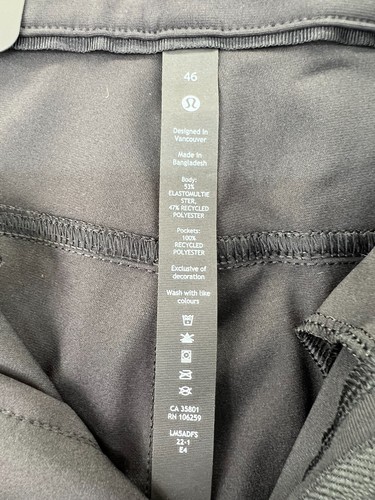 46
Designed in
Vancouver
Made in
Bangladesh
Body:
53%
ELASTOMULTIE
STER,
47% RECYCLED
POLYESTER
Pockets:
100%
RECYCLED
POLYESTER
Exclusive of
decoration
Wash with like
colours
CA 35801
RN 106259
LM5ADFS
22-1
E4